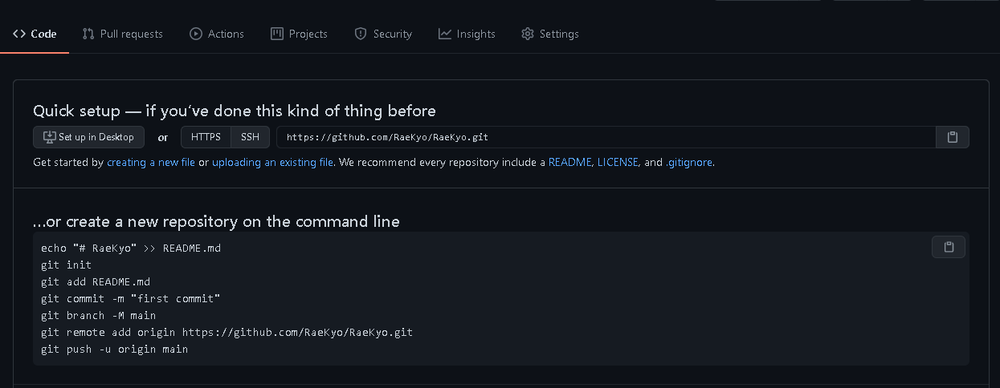 Code Pull requests Actions Projects Security Insights Settings
Quick setup — if you've done this kind of thing before
Set up in Desktop or HTTPS SSH https://github.com/RaeKyo/RaeKyo.git
Get started by creating a new file or uploading an existing file. We recommend every repository include a README, LICENSE, and .gitignore.
…or create a new repository on the command line
echo "# RaeKyo" >> README.md
git init
git add README.md
git commit -m "first commit"
git branch -M main
git remote add origin https://github.com/RaeKyo/RaeKyo.git
git push -u origin main